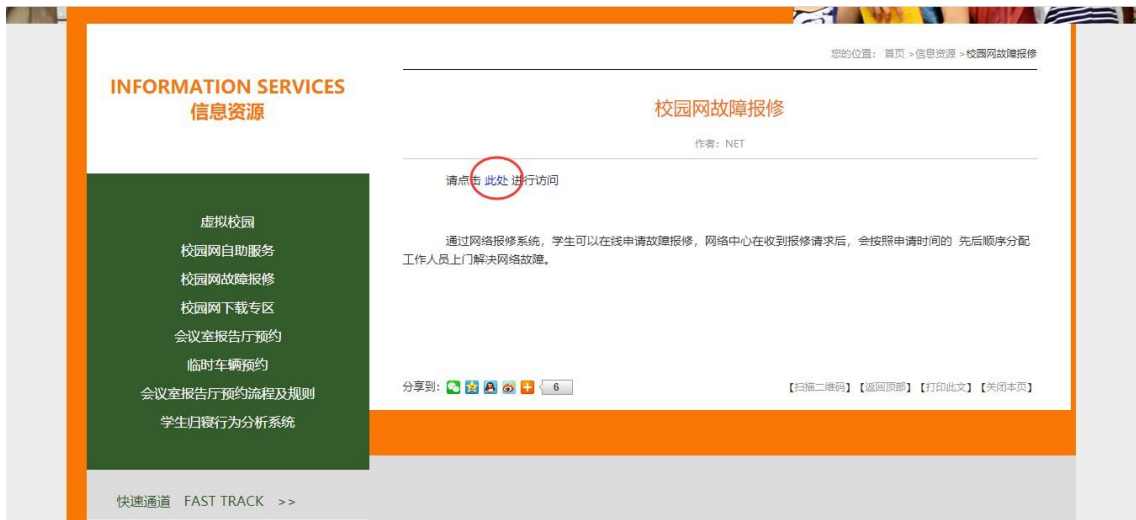 您的位置： 首页 >信息资源 >校园网故障报修
INFORMATION SERVICES
信息资源
校园网故障报修
作者：NET
请点击 此处 进行访问
通过网络报修系统，学生可以在线申请故障报修，网络中心在收到报修请求后，会按照申请时间的 先后顺序分配
工作人员上门解决网络故障。
虚拟校园
校园网自助服务
校园网故障报修
校园网下载专区
会议室报告厅预约
临时车辆预约
会议室报告厅预约流程及规则
学生归寝行为分析系统
分享到： 6
【扫描二维码】【返回顶部】【打印此文】【关闭本页】
快速通道 FAST TRACK >>